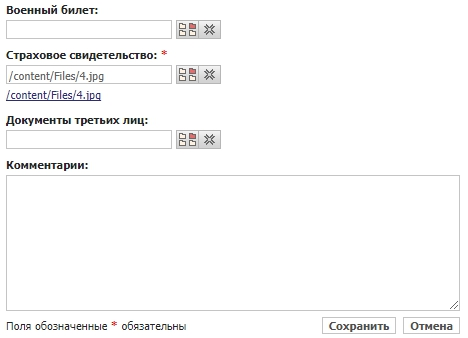 Военный билет:
Страховое свидетельство: *
/content/Files/4.jpg
/content/Files/4.jpg
Документы третьих лиц:
Комментарии:
Поля обозначенные * обязательны
Сохранить Отмена